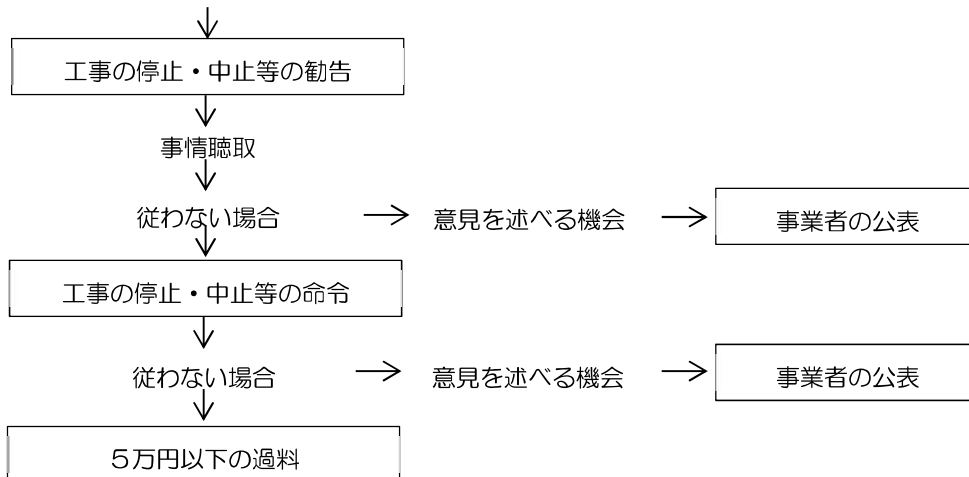 工事の停止・中止等の勧告
事情聴取
従わない場合 → 意見を述べる機会 → 事業者の公表
工事の停止・中止等の命令
従わない場合 → 意見を述べる機会 → 事業者の公表
５万円以下の過料